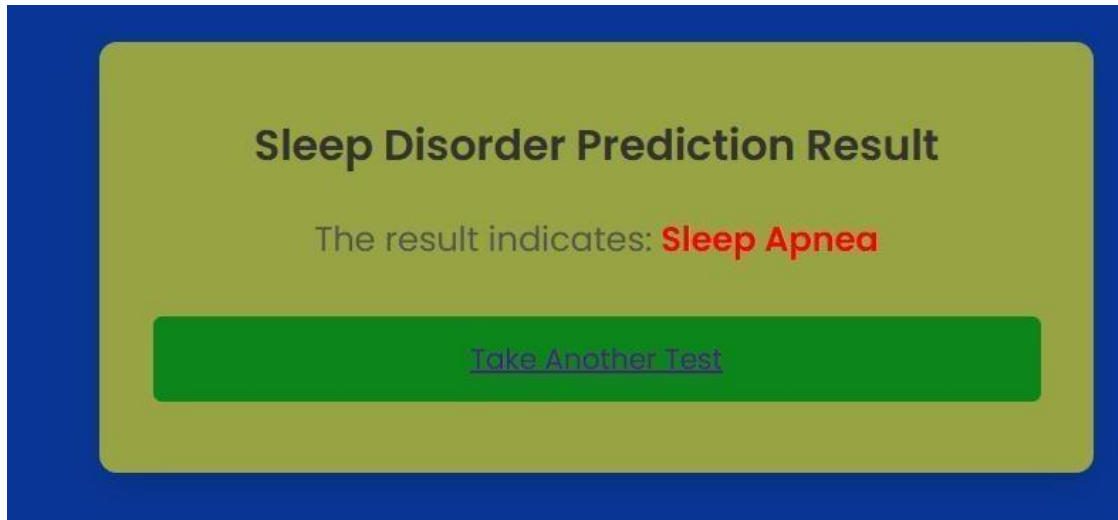 Sleep Disorder Prediction Result
The result indicates: Sleep Apnea
Take Another Test